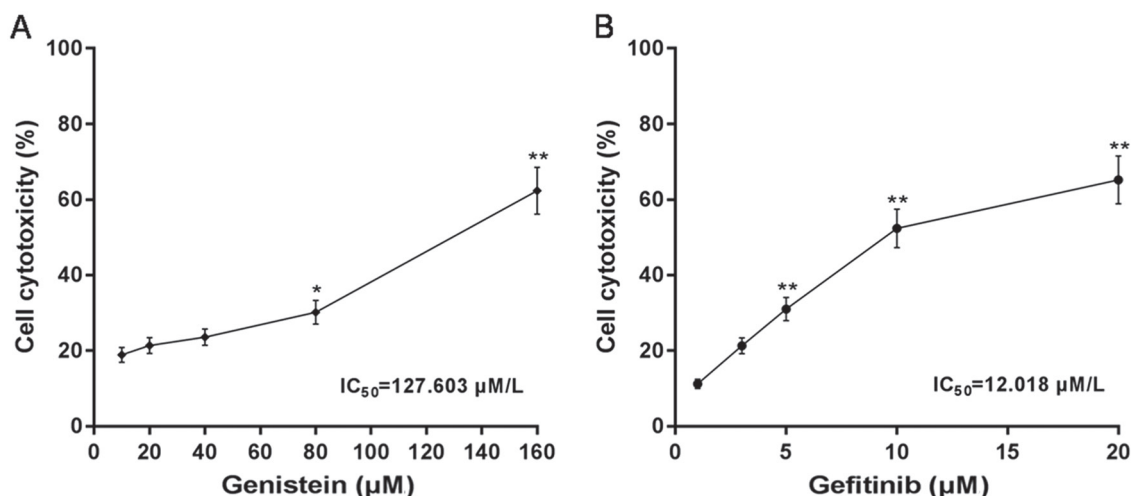 A
Cell cytotoxicity (%)
100
80
60
40
20
0
**
*
IC50=127.603 µM/L
0 20 40 60 80 100 120 140 160
Genistein (µM)
B
Cell cytotoxicity (%)
100
80
60
40
20
0
**
**
**
IC50=12.018 µM/L
0 5 10 15 20
Gefitinib (µM)